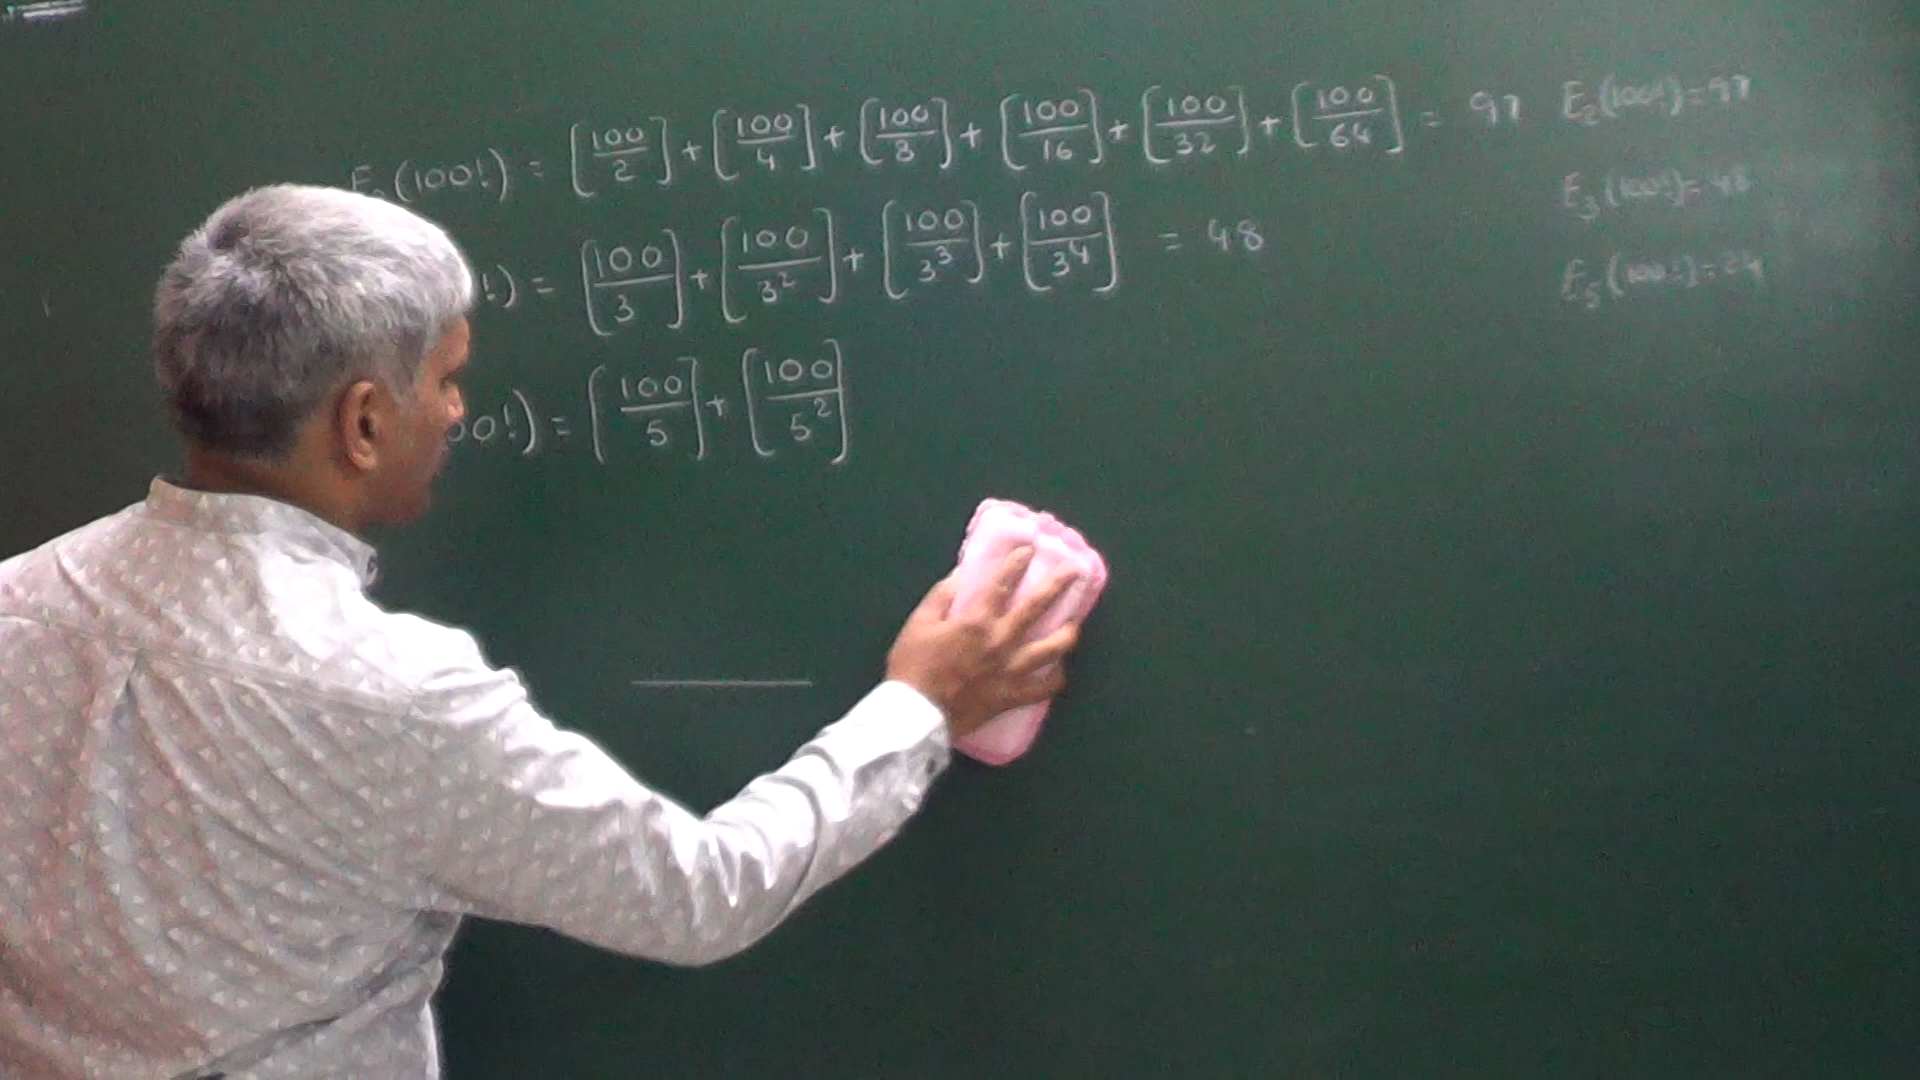 E₂(100!) = [100/2] + [100/4] + [100/8] + [100/16] + [100/32] + [100/64] = 97
!) = [100/3] + [100/3²] + [100/3³] + [100/3⁴] = 48
00!) = [100/5] + [100/5²]
E₂(100!) = 97
E₃(100!) = 48
E₅(100!) = 24